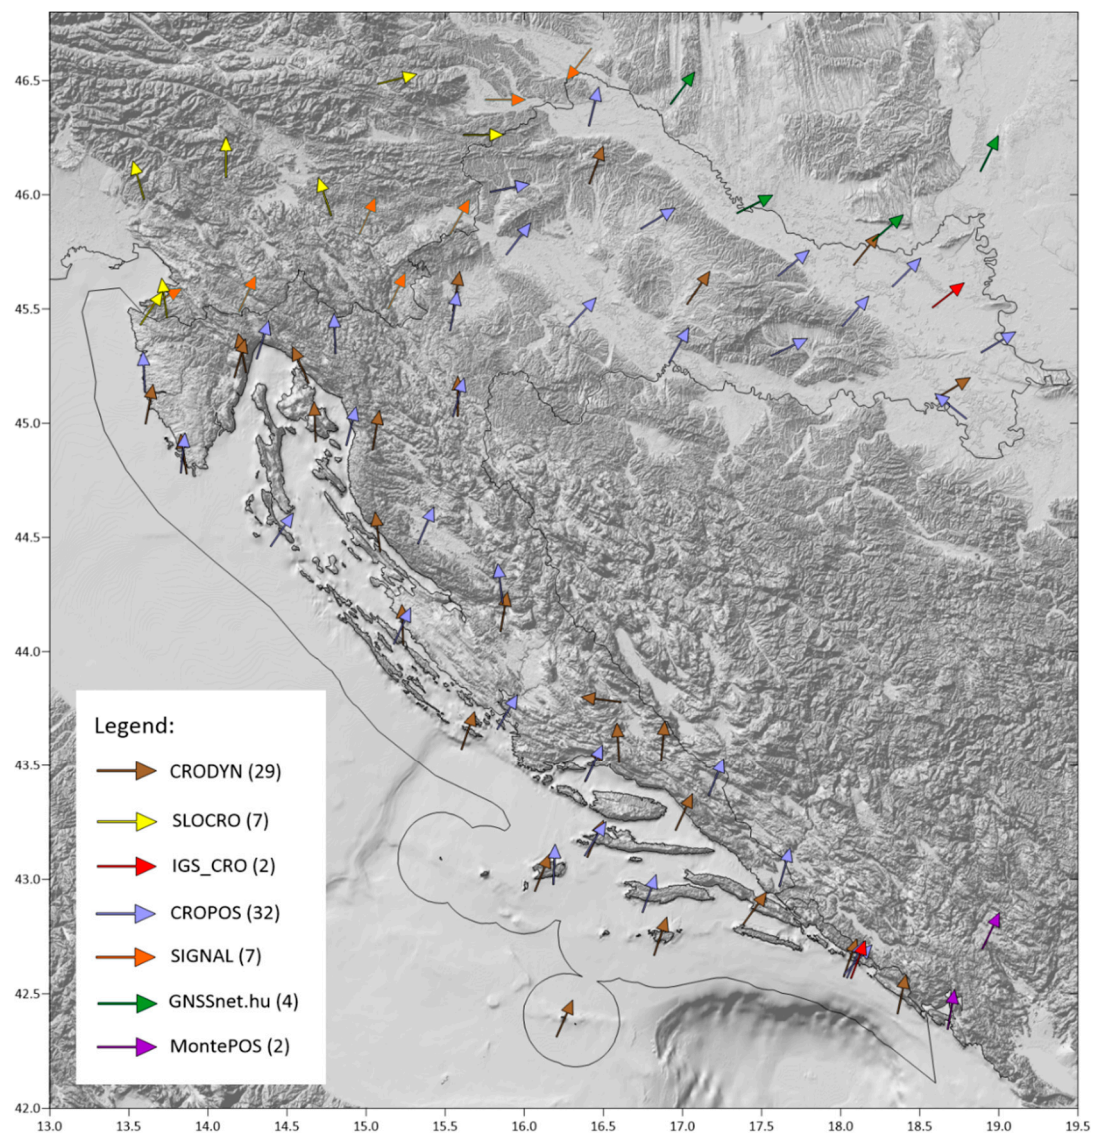 46.5
46.0
45.5
45.0
44.5
44.0
43.5
43.0
42.5
42.0
Legend:
CRODYN (29)
SLOCRO (7)
IGS_CRO (2)
CROPOS (32)
SIGNAL (7)
GNSSnet.hu (4)
MontePOS (2)
13.0 13.5 14.0 14.5 15.0 15.5 16.0 16.5 17.0 17.5 18.0 18.5 19.0 19.5